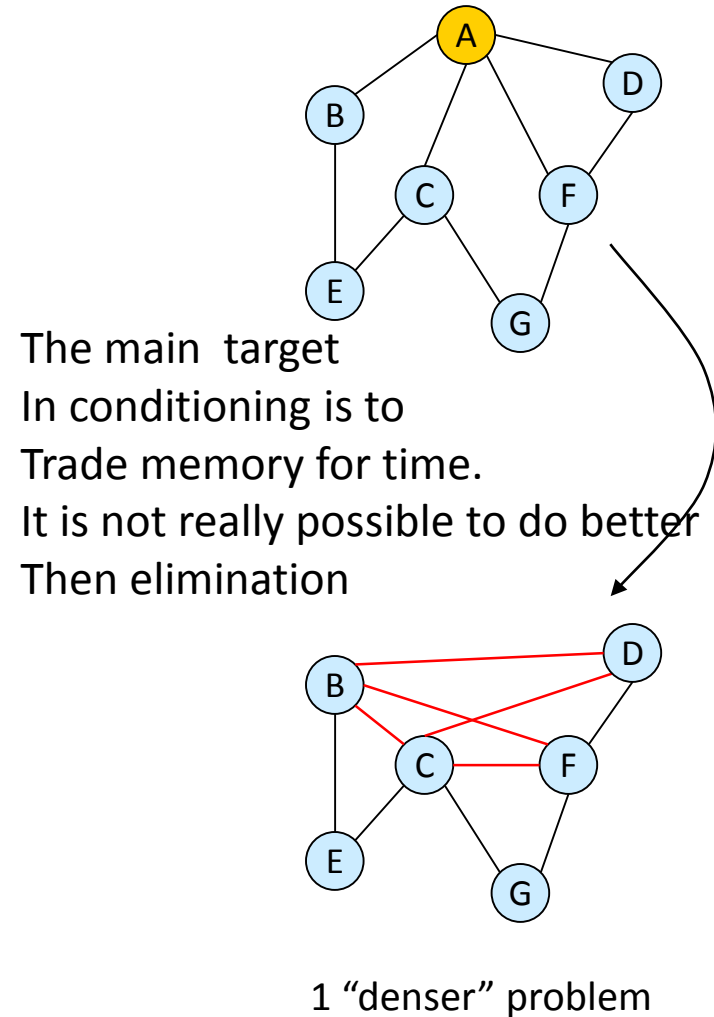 A
D
B
C
F
E
G
The main target
In conditioning is to
Trade memory for time.
It is not really possible to do better
Then elimination
D
B
C
F
E
G
1 “denser” problem